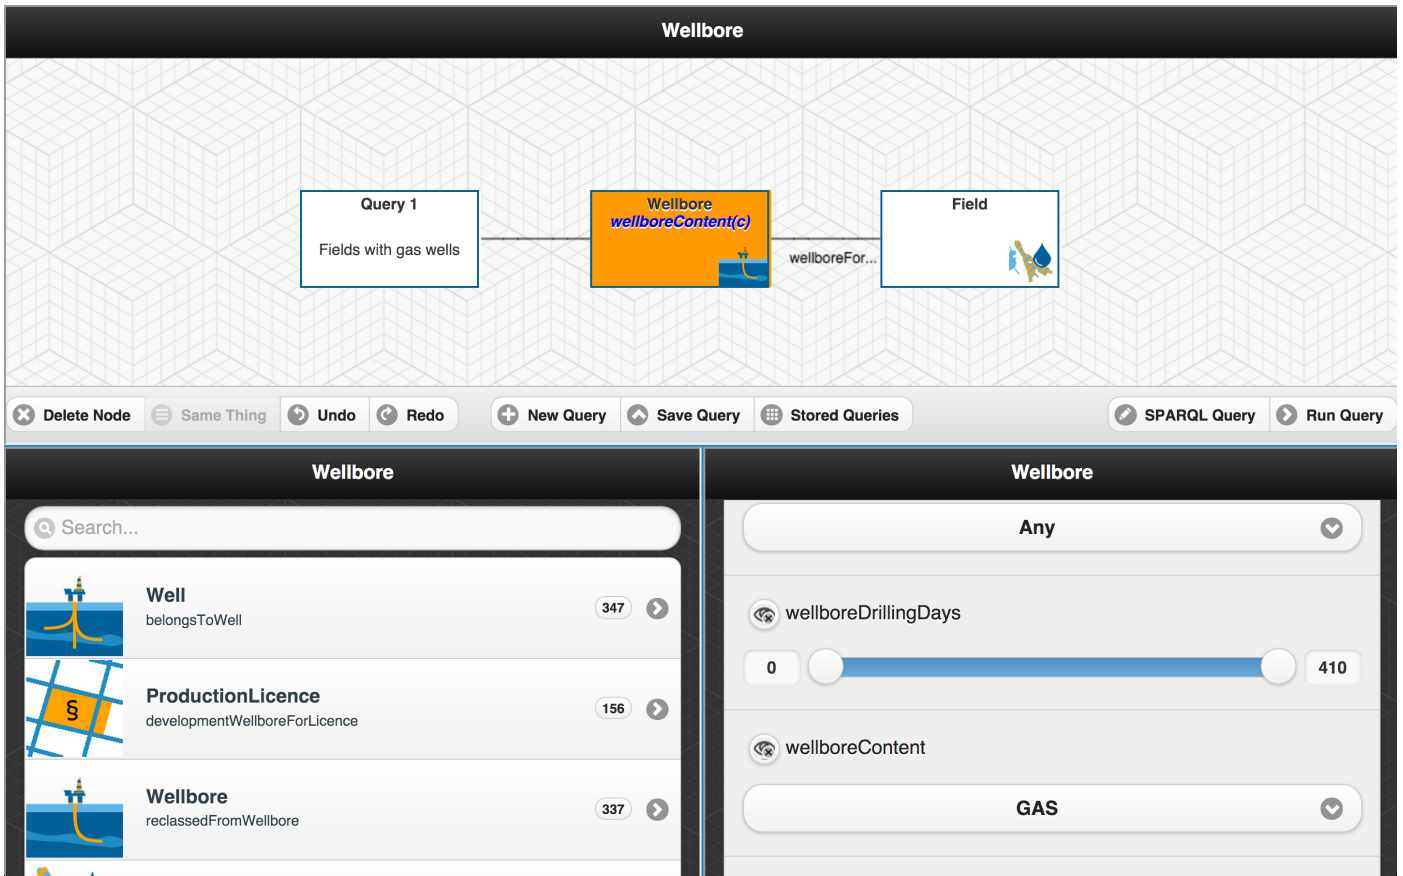 Wellbore
Query 1
Fields with gas wells
Wellbore
wellboreContent(c)
wellboreFor...
Field
Delete Node
Same Thing
Undo
Redo
New Query
Save Query
Stored Queries
SPARQL Query
Run Query
Wellbore
Search...
Well
belongsToWell
347
§
ProductionLicence
developmentWellboreForLicence
156
Wellbore
reclassedFromWellbore
337
Wellbore
Any
wellboreDrillingDays
0
410
wellboreContent
GAS